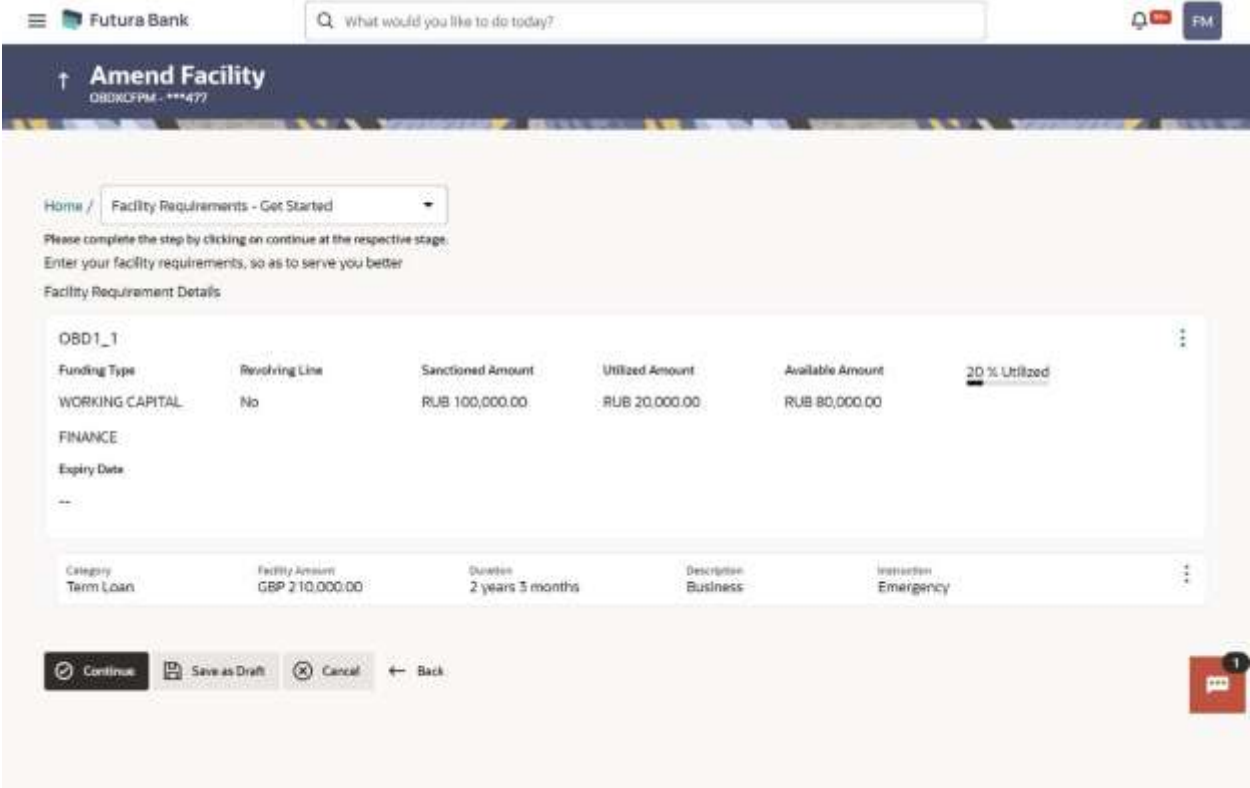 Futura Bank
What would you like to do today?
FM
Amend Facility
OBDXCFPM - ***477
Home / Facility Requirements - Get Started
Please complete the step by clicking on continue at the respective stage.
Enter your facility requirements, so as to serve you better
Facility Requirement Details
OBD1_1
Funding Type Revolving Line Sanctioned Amount Utilized Amount Available Amount 20 % Utilized
WORKING CAPITAL No RUB 100,000.00 RUB 20,000.00 RUB 80,000.00
FINANCE
Expiry Date
--
Category Facility Amount Duration Description Instruction
Term Loan GBP 210,000.00 2 years 3 months Business Emergency
Continue Save as Draft Cancel Back
1